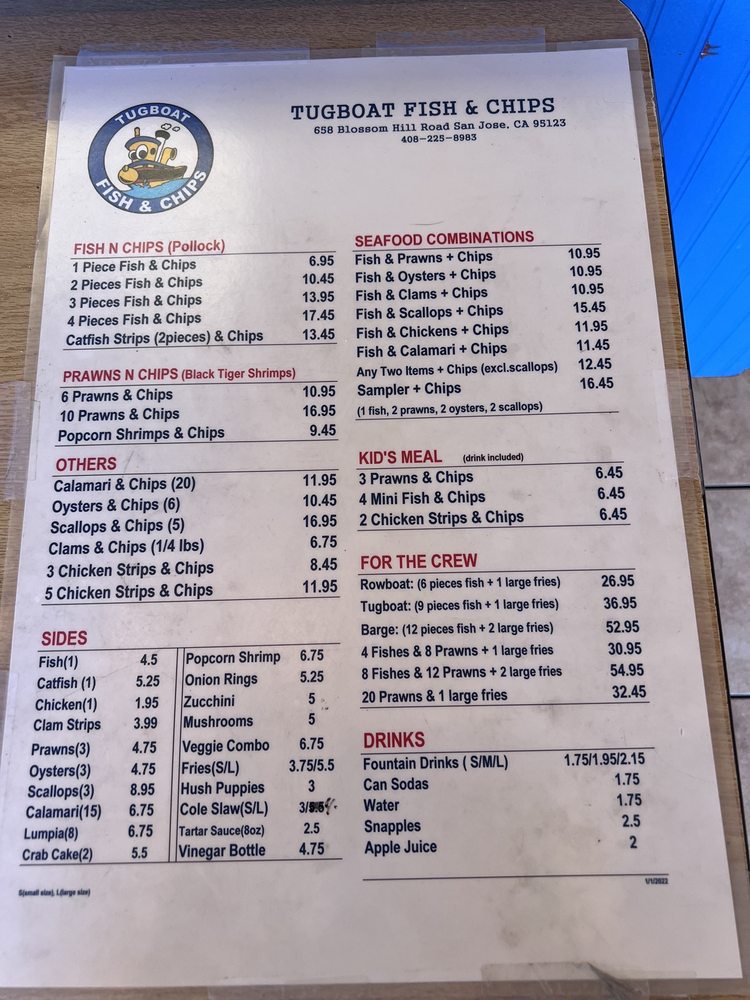 TUGBOAT
FISH & CHIPS
TUGBOAT FISH & CHIPS
658 Blossom Hill Road San Jose, CA 95123
408-225-8983
FISH N CHIPS (Pollock)
1 Piece Fish & Chips 6.95
2 Pieces Fish & Chips 10.45
3 Pieces Fish & Chips 13.95
4 Pieces Fish & Chips 17.45
Catfish Strips (2pieces) & Chips 13.45
PRAWNS N CHIPS (Black Tiger Shrimps)
6 Prawns & Chips 10.95
10 Prawns & Chips 16.95
Popcorn Shrimps & Chips 9.45
OTHERS
Calamari & Chips (20) 11.95
Oysters & Chips (6) 10.45
Scallops & Chips (5) 16.95
Clams & Chips (1/4 lbs) 6.75
3 Chicken Strips & Chips 8.45
5 Chicken Strips & Chips 11.95
SIDES
Fish(1) 4.5
Catfish (1) 5.25
Chicken(1) 1.95
Clam Strips 3.99
Prawns(3) 4.75
Oysters(3) 4.75
Scallops(3) 8.95
Calamari(15) 6.75
Lumpia(8) 6.75
Crab Cake(2) 5.5
Popcorn Shrimp 6.75
Onion Rings 5.25
Zucchini 5
Mushrooms 5
Veggie Combo 6.75
Fries(S/L) 3.75/5.5
Hush Puppies 3
Cole Slaw(S/L) 3/
Tartar Sauce(8oz) 2.5
Vinegar Bottle 4.75
S(small size), L(large size)
SEAFOOD COMBINATIONS
Fish & Prawns + Chips 10.95
Fish & Oysters + Chips 10.95
Fish & Clams + Chips 10.95
Fish & Scallops + Chips 15.45
Fish & Chickens + Chips 11.95
Fish & Calamari + Chips 11.45
Any Two Items + Chips (excl.scallops) 12.45
Sampler + Chips 16.45
(1 fish, 2 prawns, 2 oysters, 2 scallops)
KID'S MEAL (drink included)
3 Prawns & Chips 6.45
4 Mini Fish & Chips 6.45
2 Chicken Strips & Chips 6.45
FOR THE CREW
Rowboat: (6 pieces fish + 1 large fries) 26.95
Tugboat: (9 pieces fish + 1 large fries) 36.95
Barge: (12 pieces fish + 2 large fries) 52.95
4 Fishes & 8 Prawns + 1 large fries 30.95
8 Fishes & 12 Prawns + 2 large fries 54.95
20 Prawns & 1 large fries 32.45
DRINKS
Fountain Drinks ( S/M/L) 1.75/1.95/2.15
Can Sodas 1.75
Water 1.75
Snapples 2.5
Apple Juice 2
1/1/2022